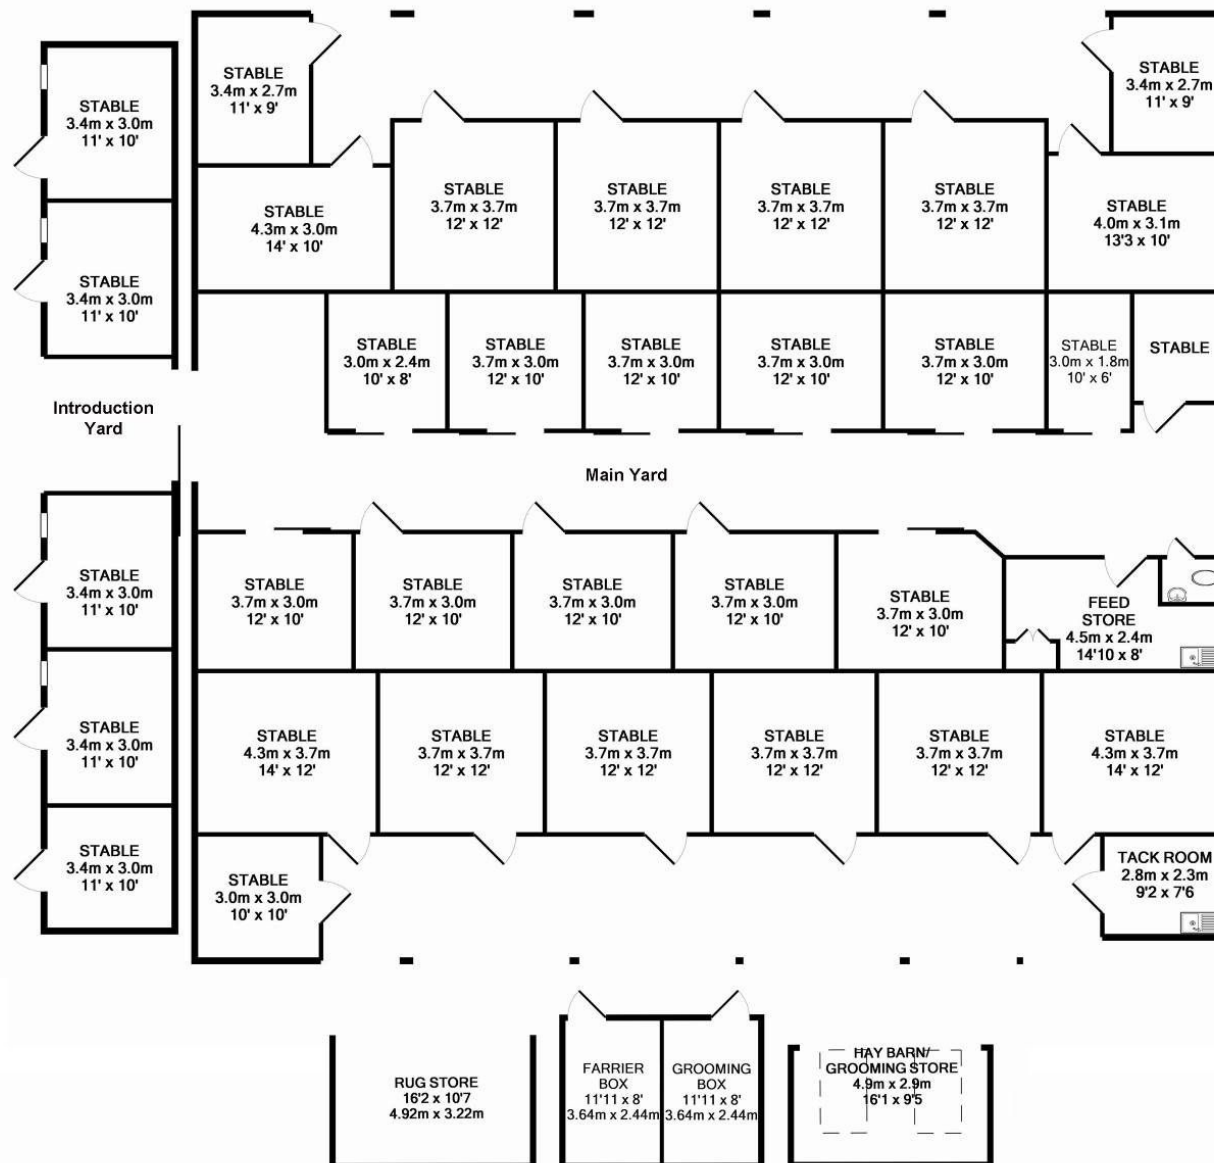 STABLE
3.4m x 2.7m
11' x 9'
STABLE
3.4m x 2.7m
11' x 9'
STABLE
3.4m x 3.0m
11' x 10'
STABLE
4.3m x 3.0m
14' x 10'
STABLE
3.7m x 3.7m
12' x 12'
STABLE
3.7m x 3.7m
12' x 12'
STABLE
3.7m x 3.7m
12' x 12'
STABLE
3.7m x 3.7m
12' x 12'
STABLE
4.0m x 3.1m
13'3 x 10'
STABLE
3.4m x 3.0m
11' x 10'
STABLE
3.0m x 2.4m
10' x 8'
STABLE
3.7m x 3.0m
12' x 10'
STABLE
3.7m x 3.0m
12' x 10'
STABLE
3.7m x 3.0m
12' x 10'
STABLE
3.7m x 3.0m
12' x 10'
STABLE
3.0m x 1.8m
10' x 6'
STABLE
Introduction
Yard
Main Yard
STABLE
3.4m x 3.0m
11' x 10'
STABLE
3.7m x 3.0m
12' x 10'
STABLE
3.7m x 3.0m
12' x 10'
STABLE
3.7m x 3.0m
12' x 10'
STABLE
3.7m x 3.0m
12' x 10'
STABLE
3.7m x 3.0m
12' x 10'
FEED
STORE
4.5m x 2.4m
14'10 x 8'
STABLE
3.4m x 3.0m
11' x 10'
STABLE
4.3m x 3.7m
14' x 12'
STABLE
3.7m x 3.7m
12' x 12'
STABLE
3.7m x 3.7m
12' x 12'
STABLE
3.7m x 3.7m
12' x 12'
STABLE
3.7m x 3.7m
12' x 12'
STABLE
4.3m x 3.7m
14' x 12'
STABLE
3.4m x 3.0m
11' x 10'
STABLE
3.0m x 3.0m
10' x 10'
TACK ROOM
2.8m x 2.3m
9'2 x 7'6
RUG STORE
16'2 x 10'7
4.92m x 3.22m
FARRIER
BOX
11'11 x 8'
3.64m x 2.44m
GROOMING
BOX
11'11 x 8'
3.64m x 2.44m
HAY BARN/
GROOMING STORE
4.9m x 2.9m
16'1 x 9'5